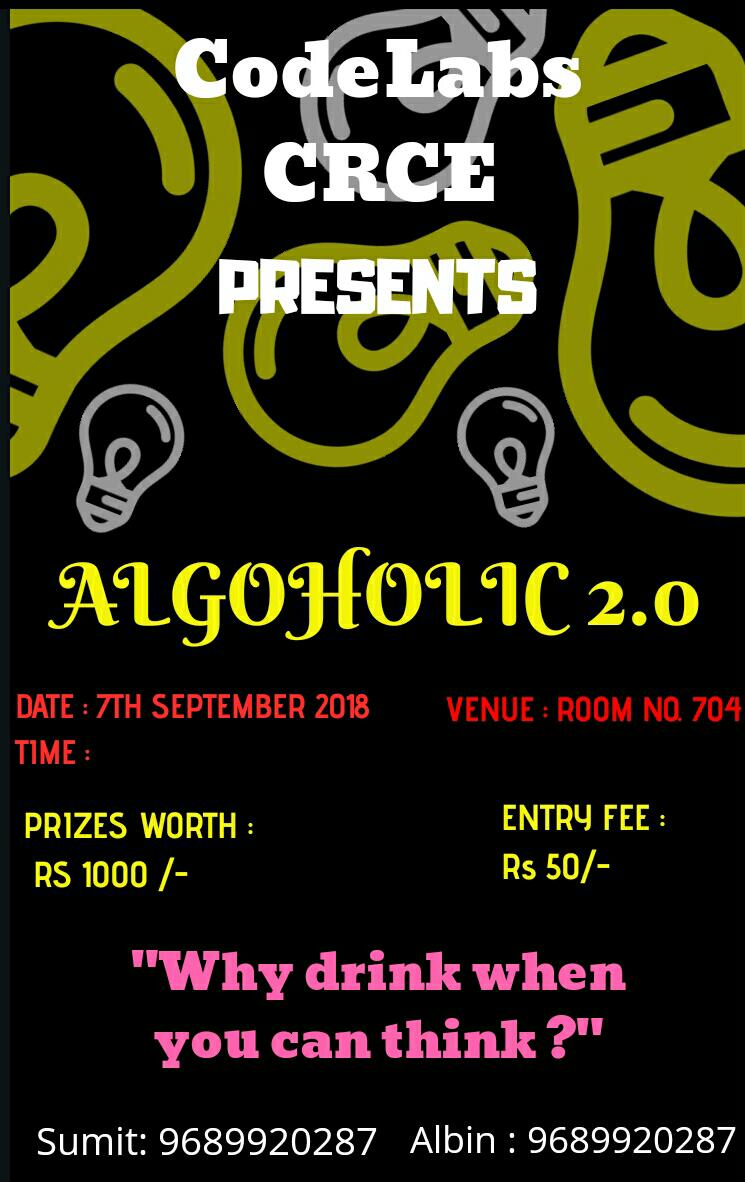 CodeLabs
CRCE
PRESENTS
ALGOHOLIC 2.0
DATE : 7TH SEPTEMBER 2018
VENUE : ROOM NO. 704
TIME :
PRIZES WORTH :
RS 1000 /-
ENTRY FEE :
Rs 50/-
"Why drink when
you can think ?"
Sumit: 9689920287
Albin : 9689920287